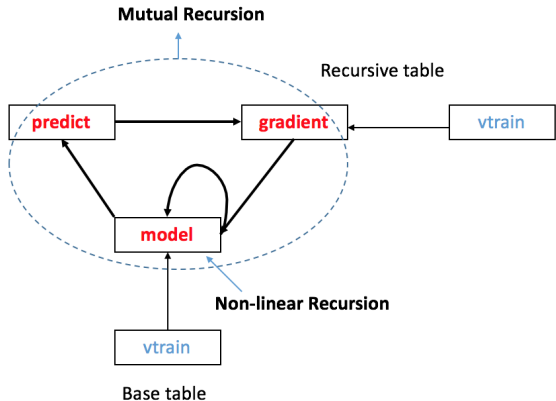 Mutual Recursion
Recursive table
predict
gradient
vtrain
model
Non-linear Recursion
vtrain
Base table